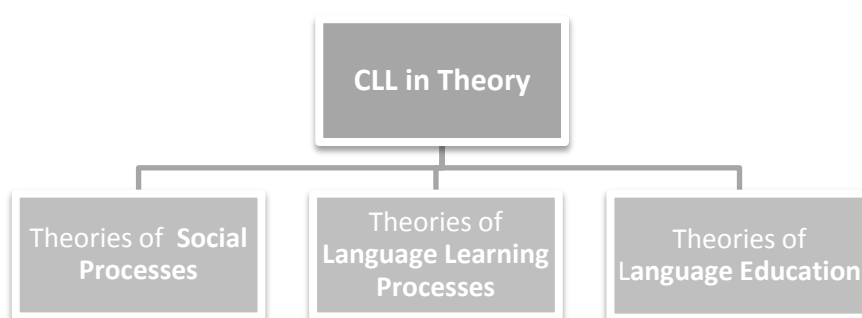 CLL in Theory
Theories of Social
Processes
Theories of
Language Learning
Processes
Theories of
Language Education